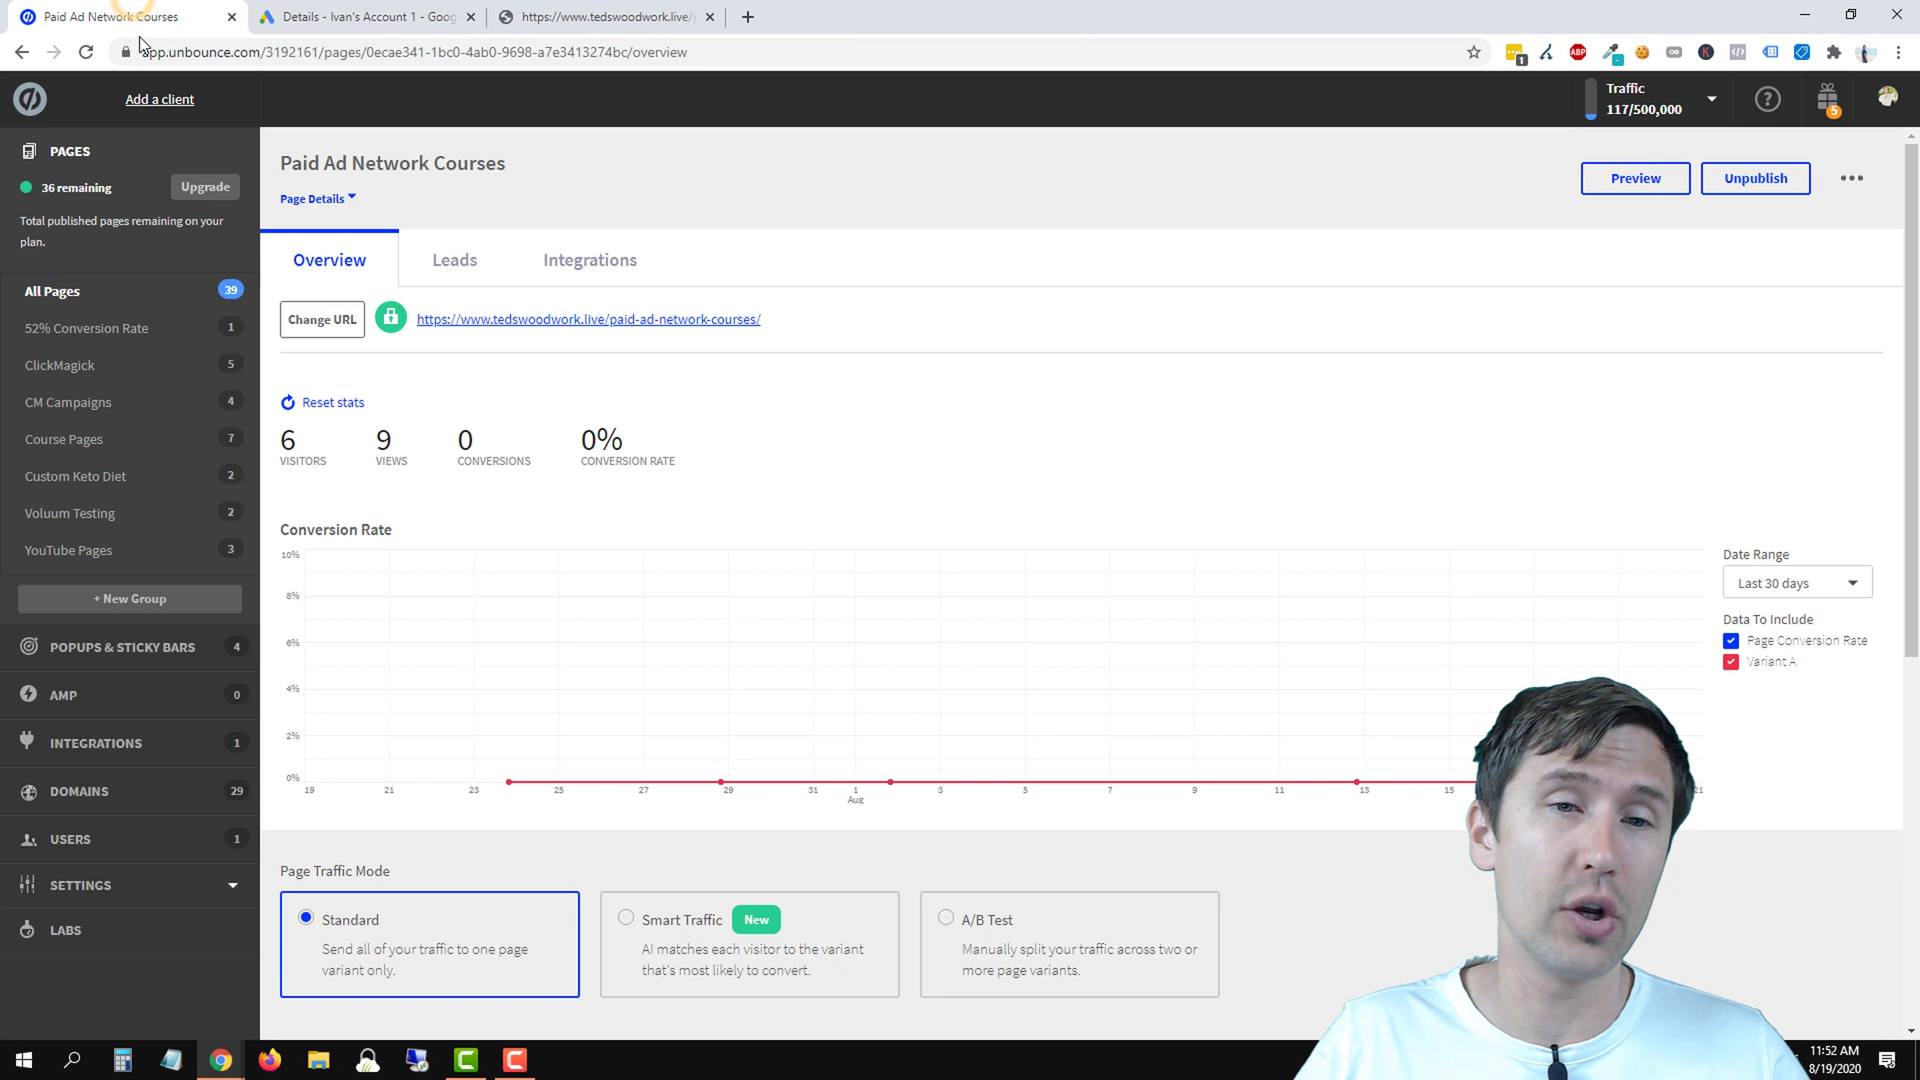 Paid Ad Network Courses
Details - Ivan's Account 1 - Goog
https://www.tedswoodwork.live/
app.unbounce.com/3192161/pages/0ecae341-1bc0-4ab0-9698-a7e3413274bc/overview
1
ABP
Add a client
Traffic
117/500,000
5
PAGES
36 remaining
Upgrade
Total published pages remaining on your
plan.
All Pages 39
52% Conversion Rate 1
ClickMagick 5
CM Campaigns 4
Course Pages 7
Custom Keto Diet 2
Voluum Testing 2
YouTube Pages 3
+ New Group
POPUPS & STICKY BARS 4
AMP 0
INTEGRATIONS 1
DOMAINS 29
USERS 1
SETTINGS
LABS
Paid Ad Network Courses
Page Details
Preview
Unpublish
Overview
Leads
Integrations
Change URL
https://www.tedswoodwork.live/paid-ad-network-courses/
Reset stats
6 9 0 0%
VISITORS VIEWS CONVERSIONS CONVERSION RATE
Conversion Rate
10%
8%
6%
4%
2%
0%
19 21 23 25 27 29 31 1 3 5 7 9 11 13 15 21
Aug
Date Range
Last 30 days
Data To Include
Page Conversion Rate
Variant A
Page Traffic Mode
Standard
Send all of your traffic to one page
variant only.
Smart Traffic New
AI matches each visitor to the variant
that's most likely to convert.
A/B Test
Manually split your traffic across two or
more page variants.
11:52 AM
8/19/2020